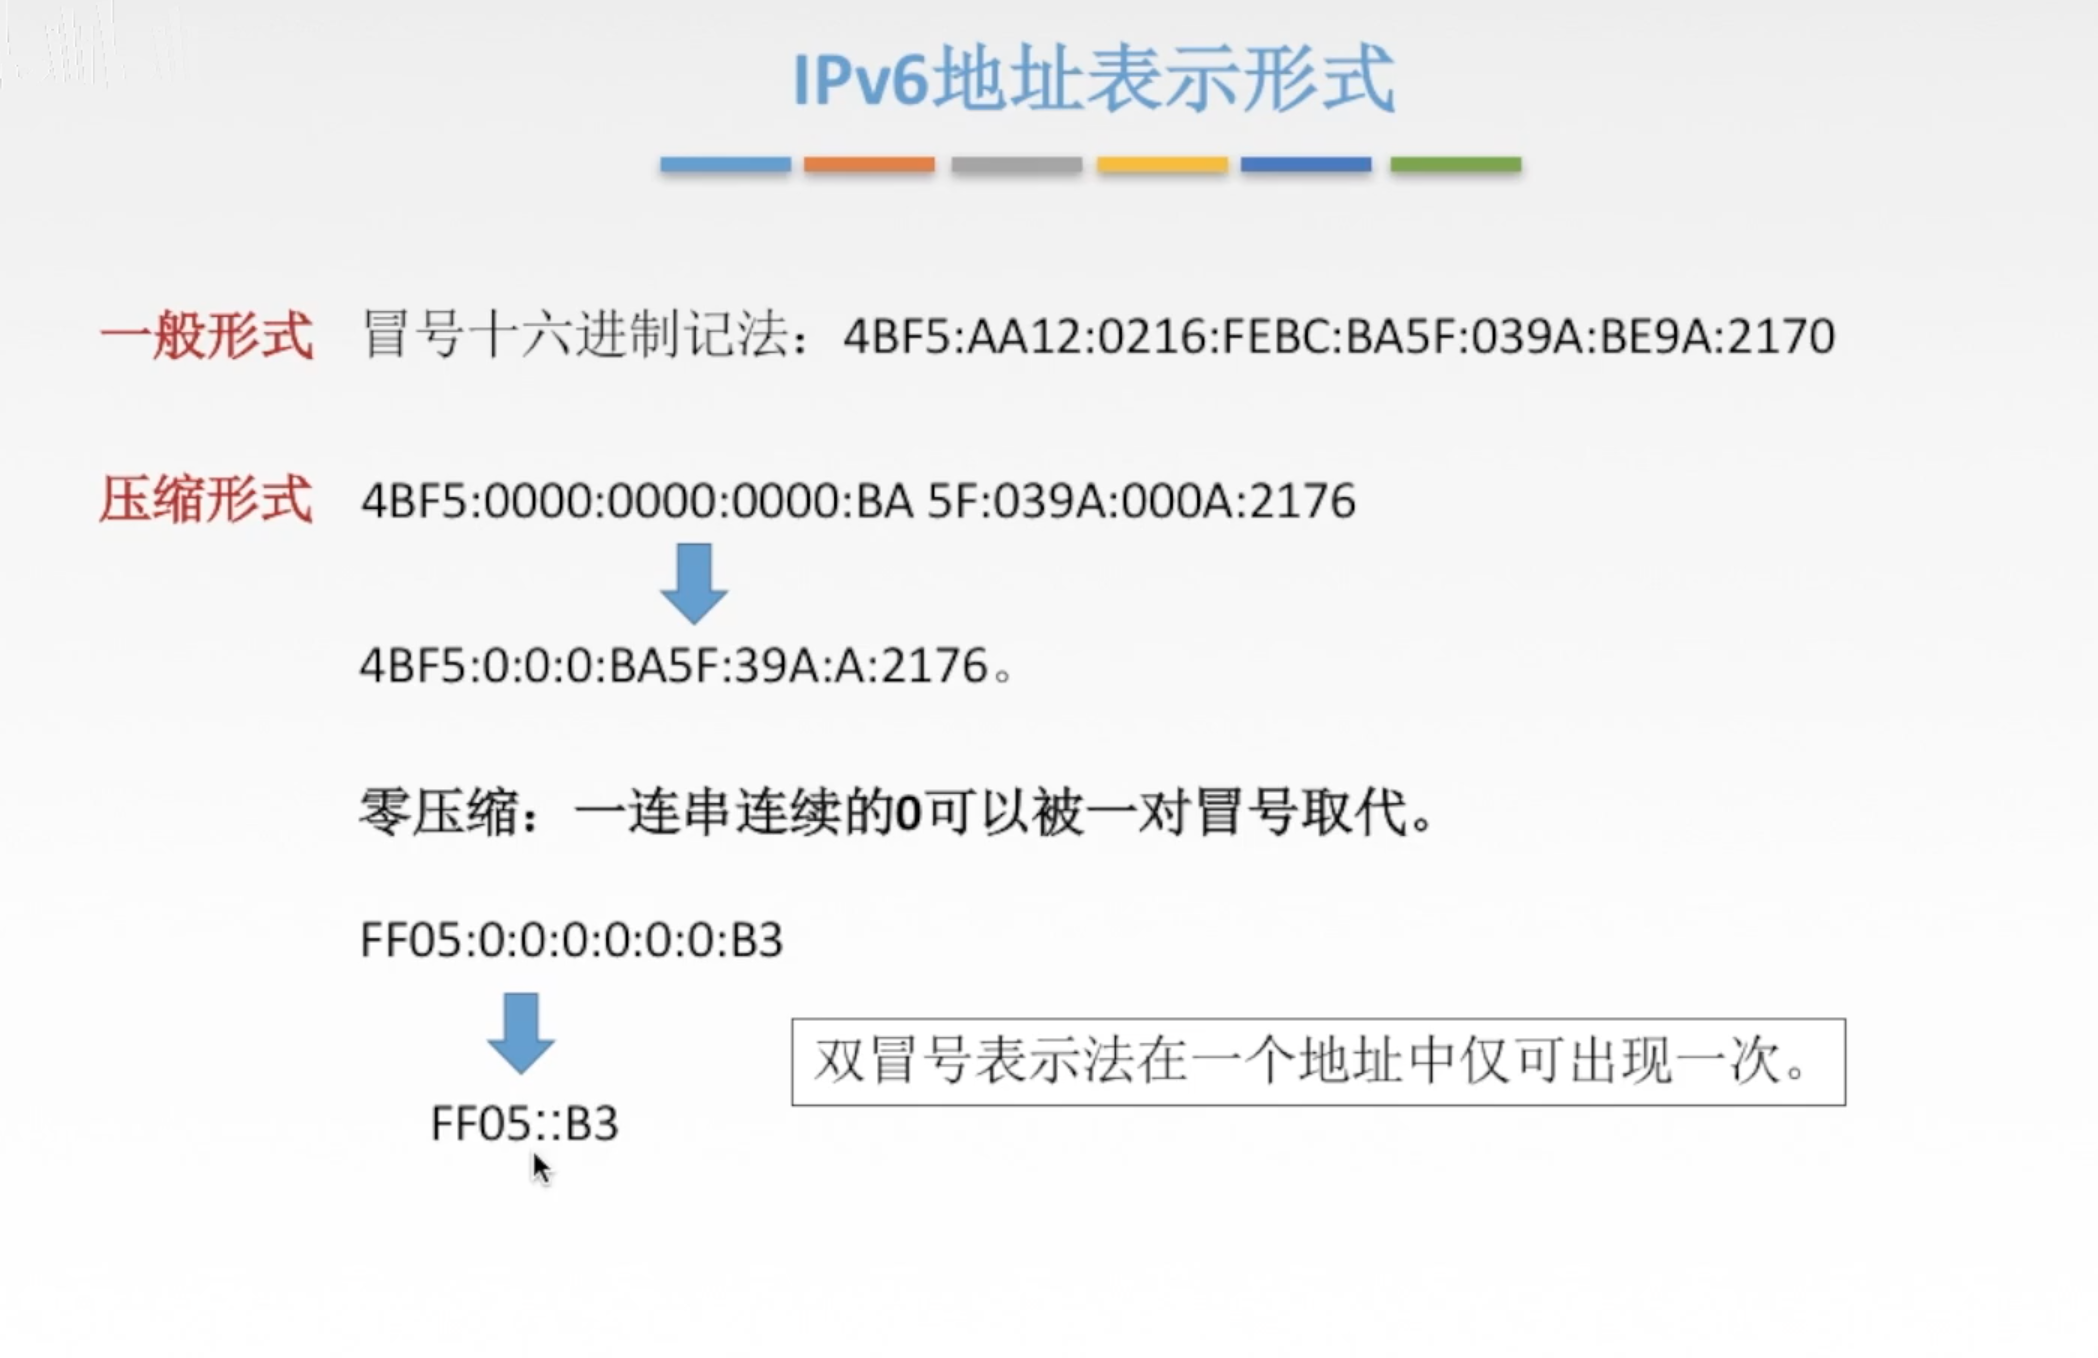 IPv6地址表示形式
一般形式 冒号十六进制记法：4BF5:AA12:0216:FEBC:BA5F:039A:BE9A:2170
压缩形式 4BF5:0000:0000:0000:BA 5F:039A:000A:2176
4BF5:0:0:0:BA5F:39A:A:2176。
零压缩：一连串连续的0可以被一对冒号取代。
FF05:0:0:0:0:0:0:B3
双冒号表示法在一个地址中仅可出现一次。
FF05::B3